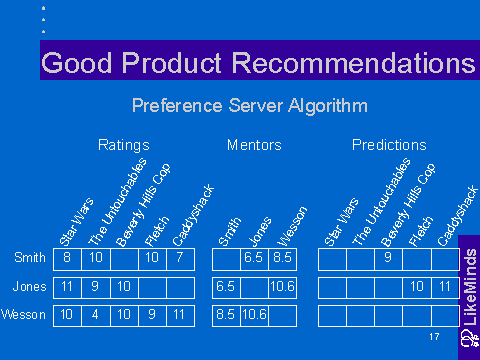 Good Product Recommendations
Preference Server Algorithm
Ratings Mentors Predictions
Star Wars The Untouchables Beverly Hills Cop Fletch Caddyshack Smith Jones Wesson Star Wars The Untouchables Beverly Hills Cop Fletch Caddyshack
Smith 8 10 10 7 6.5 8.5 9
Jones 11 9 10 6.5 10.6 10 11
Wesson 10 4 10 9 11 8.5 10.6
LikeMinds
17